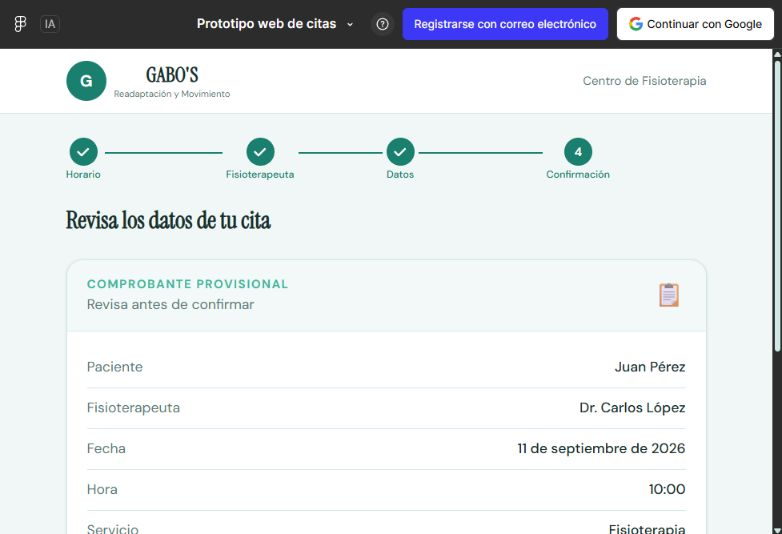 IA
Prototipo web de citas
Registrarse con correo electrónico
Continuar con Google
G
GABO'S
Readaptación y Movimiento
Centro de Fisioterapia
4
Horario
Fisioterapeuta
Datos
Confirmación
Revisa los datos de tu cita
COMPROBANTE PROVISIONAL
Revisa antes de confirmar
Paciente Juan Pérez
Fisioterapeuta Dr. Carlos López
Fecha 11 de septiembre de 2026
Hora 10:00
Servicio Fisioterapia